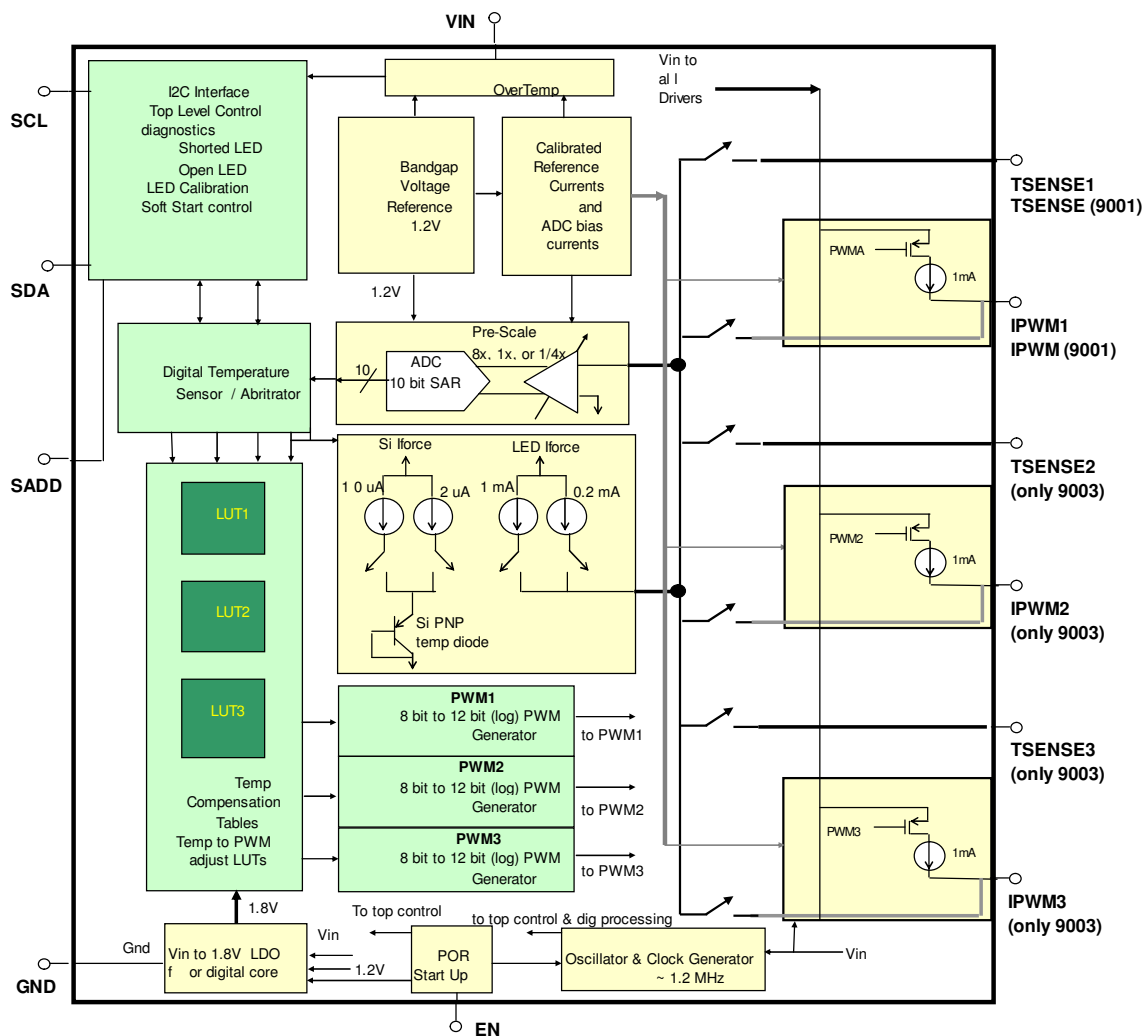 VIN
SCL
SDA
SADD
GND
EN
I2C Interface
Top Level Control
diagnostics
Shorted LED
Open LED
LED Calibration
Soft Start control
OverTemp
Bandgap
Voltage
Reference
1.2V
Calibrated
Reference
Currents
and
ADC bias
currents
Vin to
al l
Drivers
TSENSE1
TSENSE (9001)
PWMA
1mA
IPWM1
IPWM (9001)
1.2V
Pre-Scale
8x, 1x, or 1/4x
ADC
10 bit SAR
10
Digital Temperature
Sensor / Abritrator
Si Iforce
LED Iforce
1 0 uA
2 uA
1 mA
0.2 mA
Si PNP
temp diode
TSENSE2
(only 9003)
PWM2
1mA
IPWM2
(only 9003)
LUT1
LUT2
LUT3
Temp
Compensation
Tables
Temp to PWM
adjust LUTs
PWM1
8 bit to 12 bit (log) PWM
Generator
to PWM1
PWM2
8 bit to 12 bit (log) PWM
Generator
to PWM2
PWM3
8 bit to 12 bit (log) PWM
Generator
to PWM3
TSENSE3
(only 9003)
PWM3
1mA
IPWM3
(only 9003)
1.8V
To top control
to top control & dig processing
Gnd
Vin to 1.8V LDO
f or digital core
Vin
1.2V
POR
Start Up
Oscillator & Clock Generator
~ 1.2 MHz
Vin